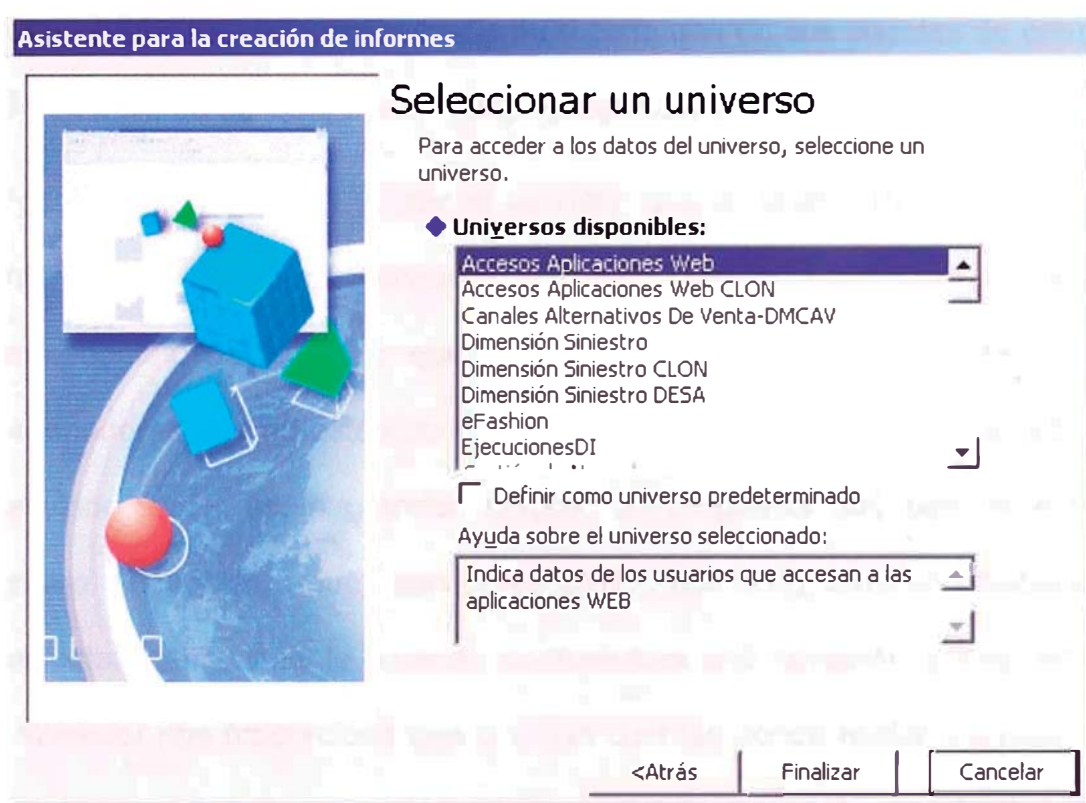 Asistente para la creación de informes
Seleccionar un universo
Para acceder a los datos del universo, seleccione un
universo.
Universos disponibles:
Accesos Aplicaciones Web
Accesos Aplicaciones Web CLON
Canales Alternativos De Venta-DMCAV
Dimensión Siniestro
Dimensión Siniestro CLON
Dimensión Siniestro DESA
eFashion
EjecucionesDI
Definir como universo predeterminado
Ayuda sobre el universo seleccionado:
Indica datos de los usuarios que accesan a las
aplicaciones WEB
<Atrás
Finalizar
Cancelar